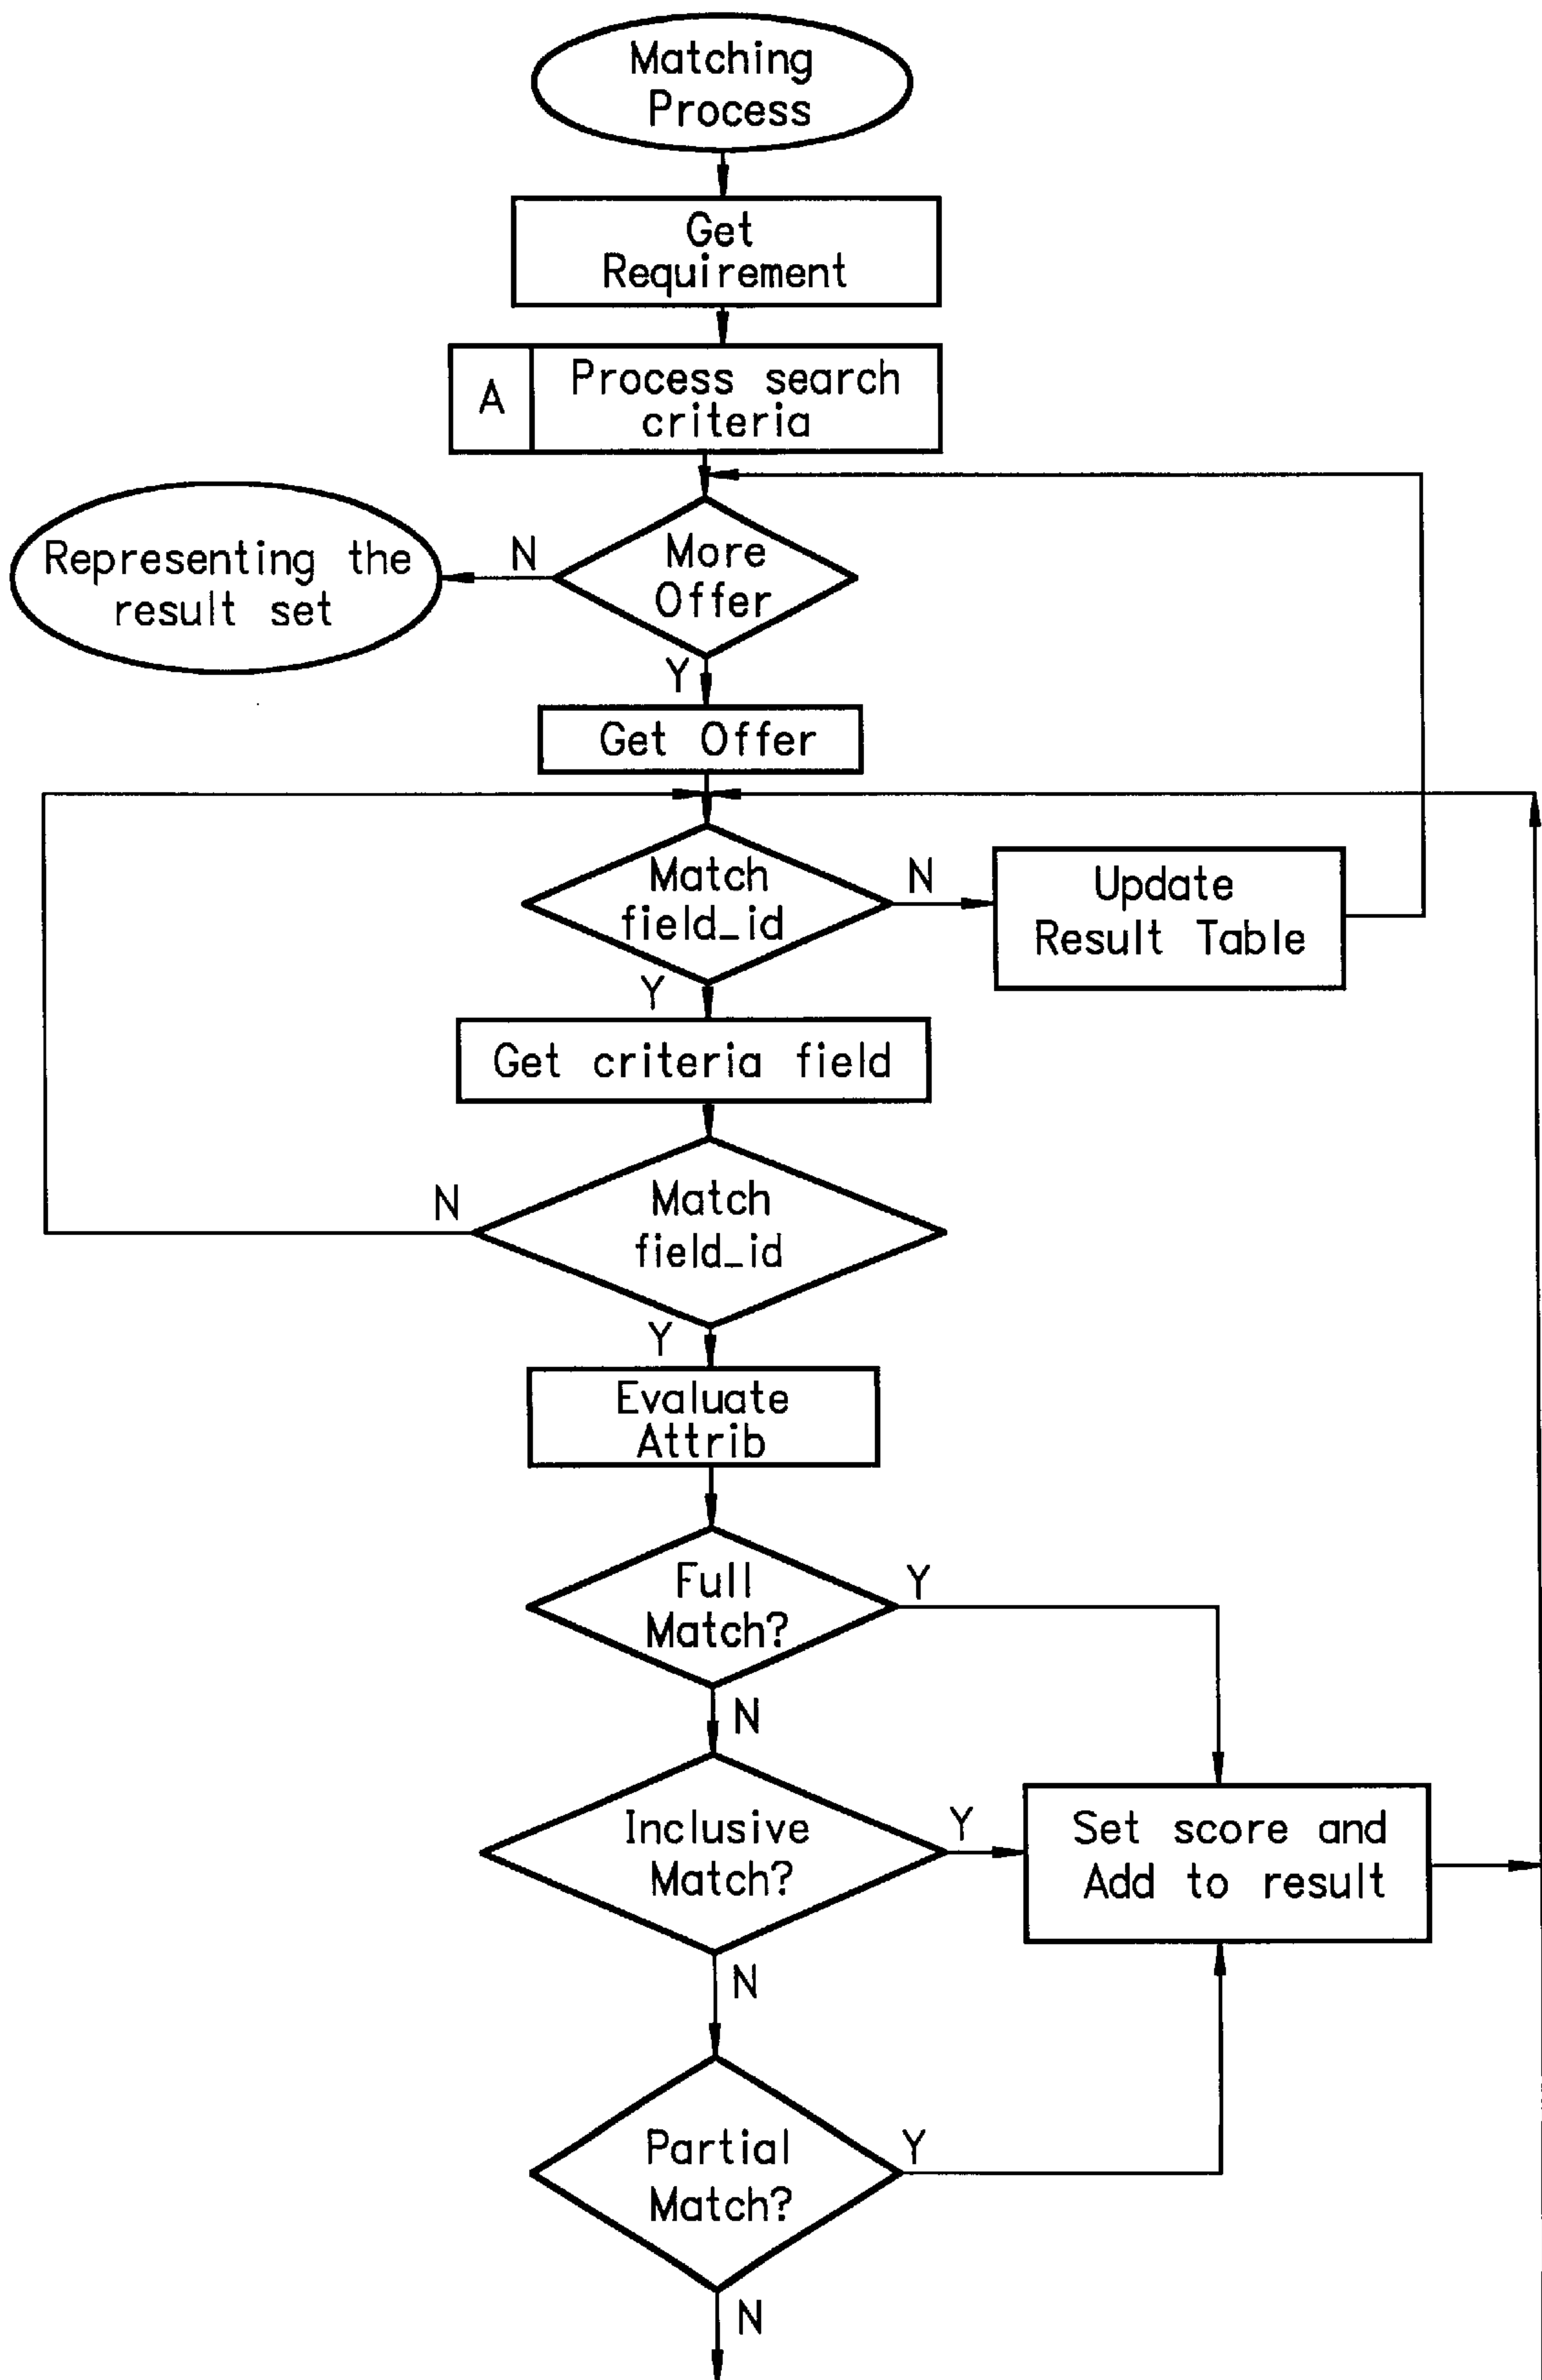 Matching
Process
Get
Requirement
A
Process search
criteria
Representing the
result set
N
More
Offer
Y
Get Offer
Match
field_id
N
Update
Result Table
Y
Get criteria field
N
Match
field_id
Y
Evaluate
Attrib
Full
Match?
Y
N
Inclusive
Match?
Y
Set score and
Add to result
N
Partial
Match?
Y
N